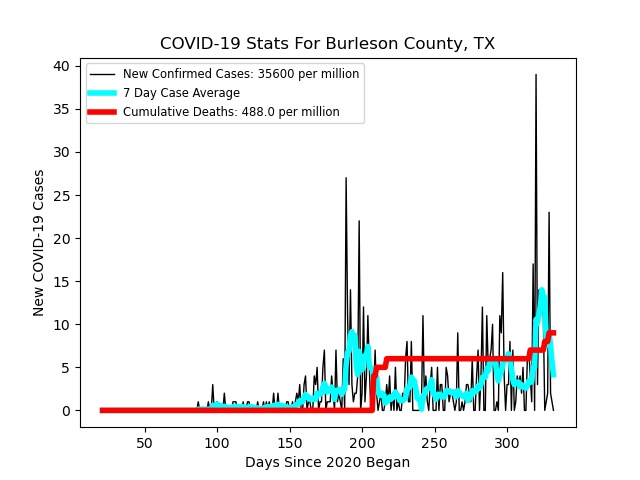 COVID-19 Stats For Burleson County, TX
New Confirmed Cases: 35600 per million
7 Day Case Average
Cumulative Deaths: 488.0 per million
40
35
30
25
20
15
10
5
0
New COVID-19 Cases
50 100 150 200 250 300
Days Since 2020 Began